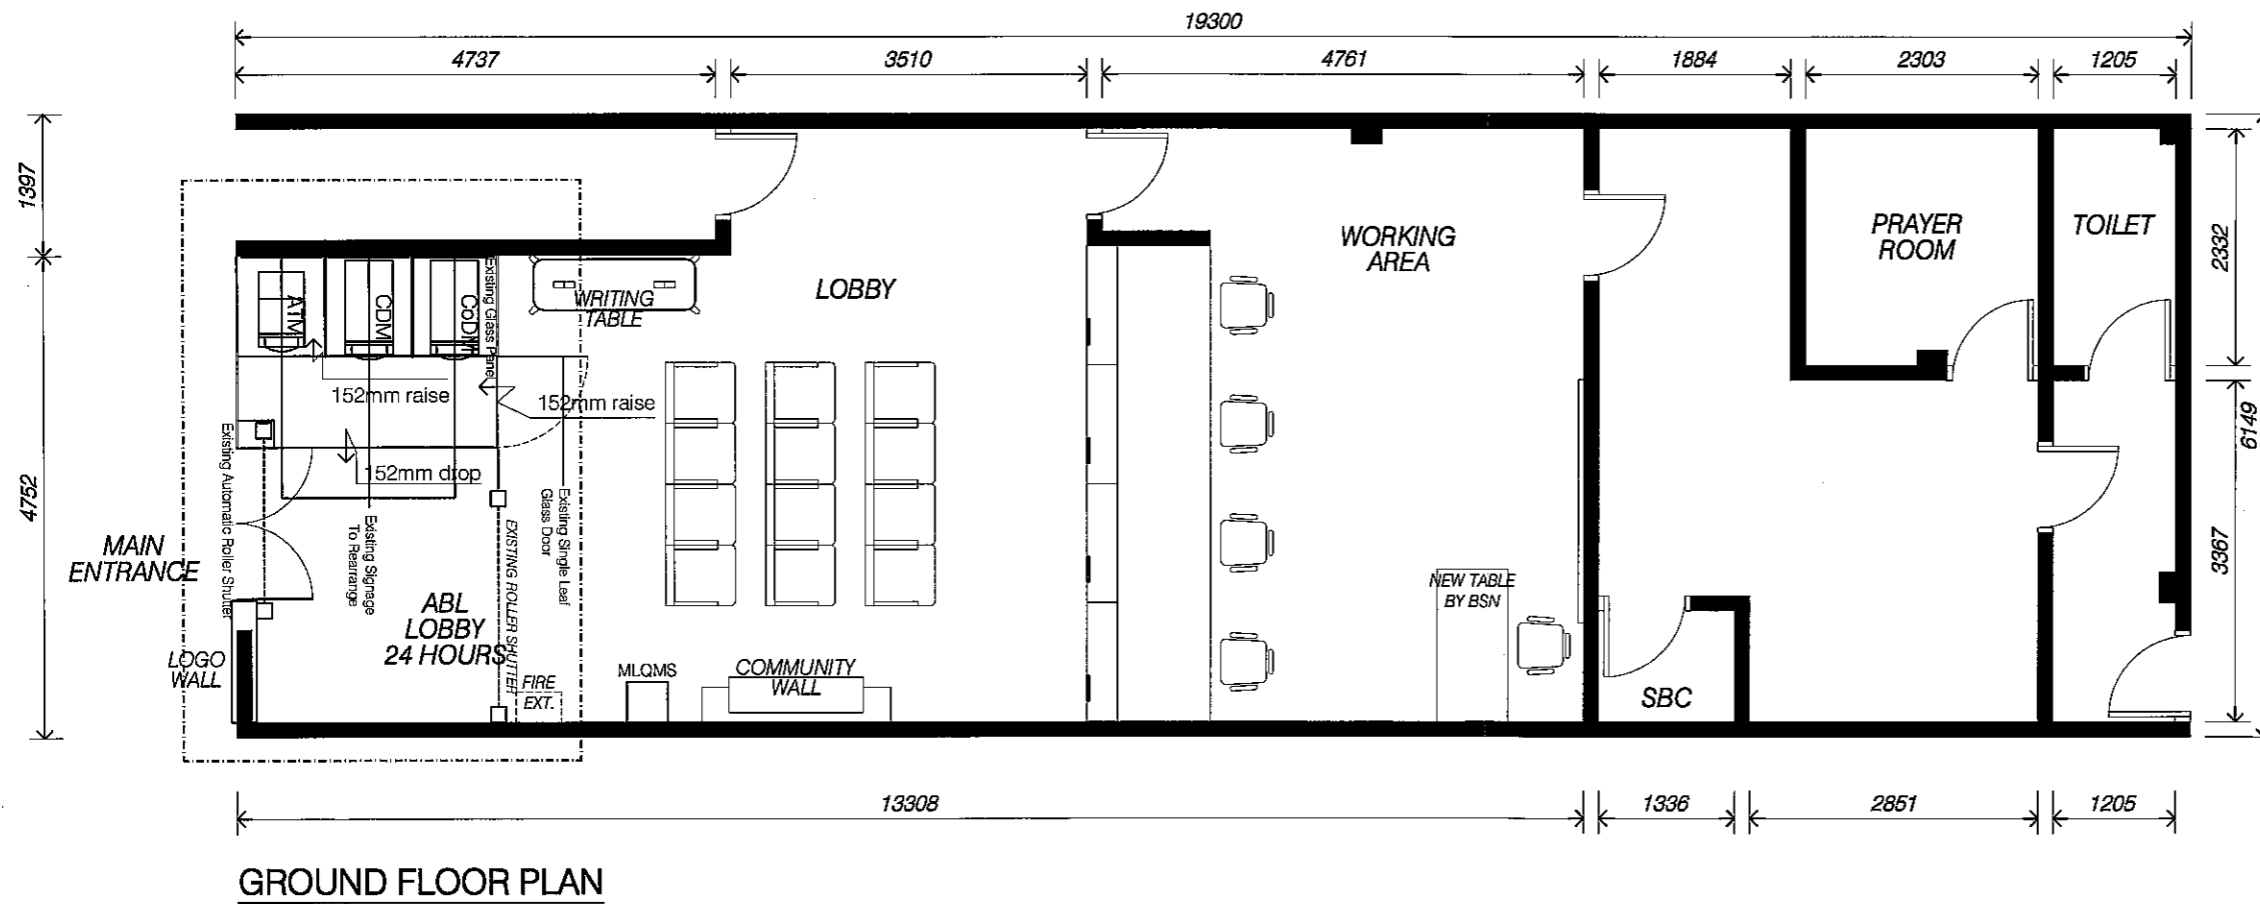 19300
4737
3510
4761
1884
2303
1205
1397
4752
2332
6149
3367
WORKING
AREA
PRAYER
ROOM
TOILET
LOBBY
WRITING
TABLE
ATM
CDM
CoDM
Existing Glass Panel
152mm raise
152mm raise
152mm drop
Existing Automatic Roller Shutter
Existing Signage
To Rearrange
EXISTING ROLLER SHUTTER
Existing Single Leaf
Glass Door
MAIN
ENTRANCE
ABL
LOBBY
24 HOURS
LOGO
WALL
FIRE
EXT.
MLQMS
COMMUNITY
WALL
NEW TABLE
BY BSN
SBC
13308
1336
2851
1205
GROUND FLOOR PLAN